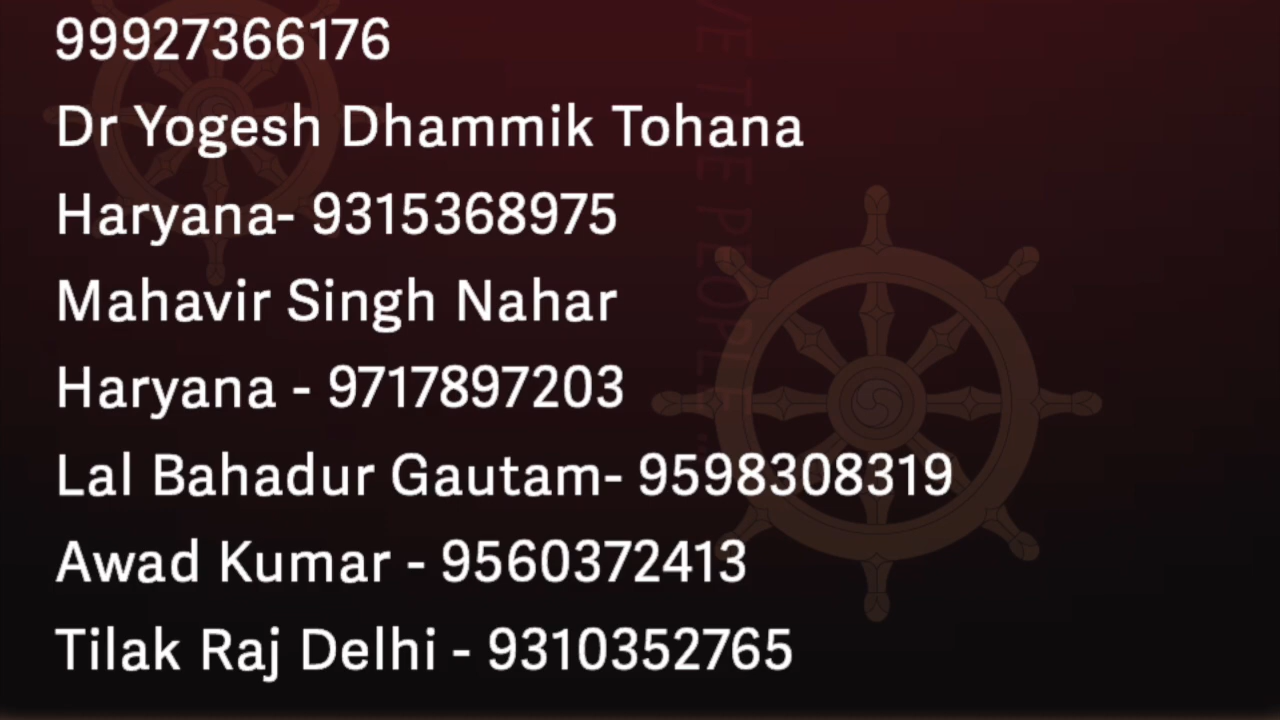 99927366176
Dr Yogesh Dhammik Tohana
Haryana- 9315368975
Mahavir Singh Nahar
Haryana - 9717897203
Lal Bahadur Gautam- 9598308319
Awad Kumar - 9560372413
Tilak Raj Delhi - 9310352765